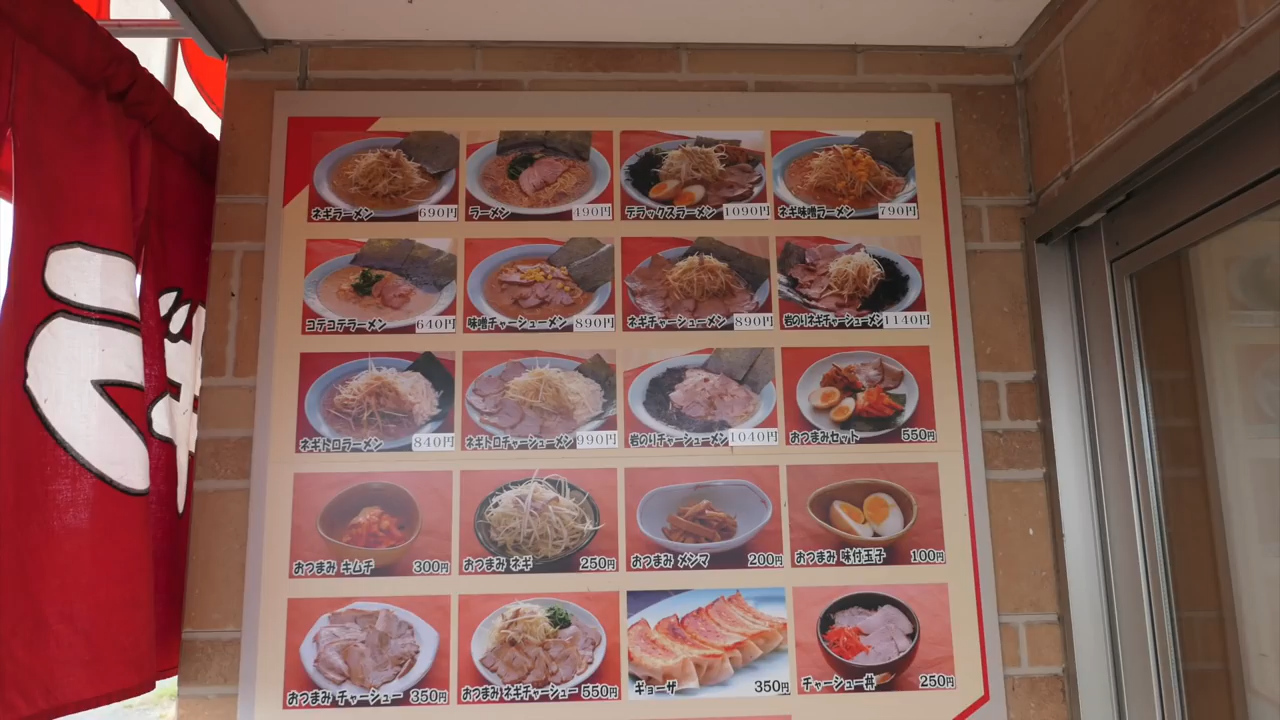 ネギラーメン 690円
ラーメン 490円
デラックスラーメン 1090円
ネギ味噌ラーメン 790円
コテコテラーメン 640円
味噌チャーシューメン 890円
ネギチャーシューメン 890円
岩のりネギチャーシューメン 1140円
ネギトロラーメン 840円
ネギトロチャーシューメン 990円
岩のりチャーシューメン 1040円
おつまみセット 550円
おつまみ キムチ 300円
おつまみ ネギ 250円
おつまみ メンマ 200円
おつまみ 味付玉子 100円
おつまみ チャーシュー 350円
おつまみ ネギチャーシュー 550円
ギョーザ 350円
チャーシュー丼 250円